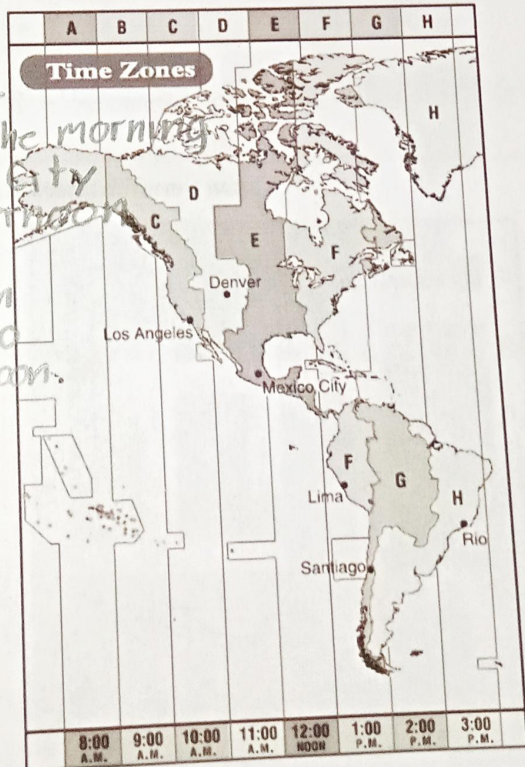 A B C D E F G H
Time Zones
the morning
City
A
D
H
C
E
F
Denver
Los Angeles
Mexico City
F
G
H
Lima
Rio
Santiago
8:00 9:00 10:00 11:00 12:00 1:00 2:00 3:00
A.M. A.M. A.M. A.M. NOON P.M. P.M. P.M.